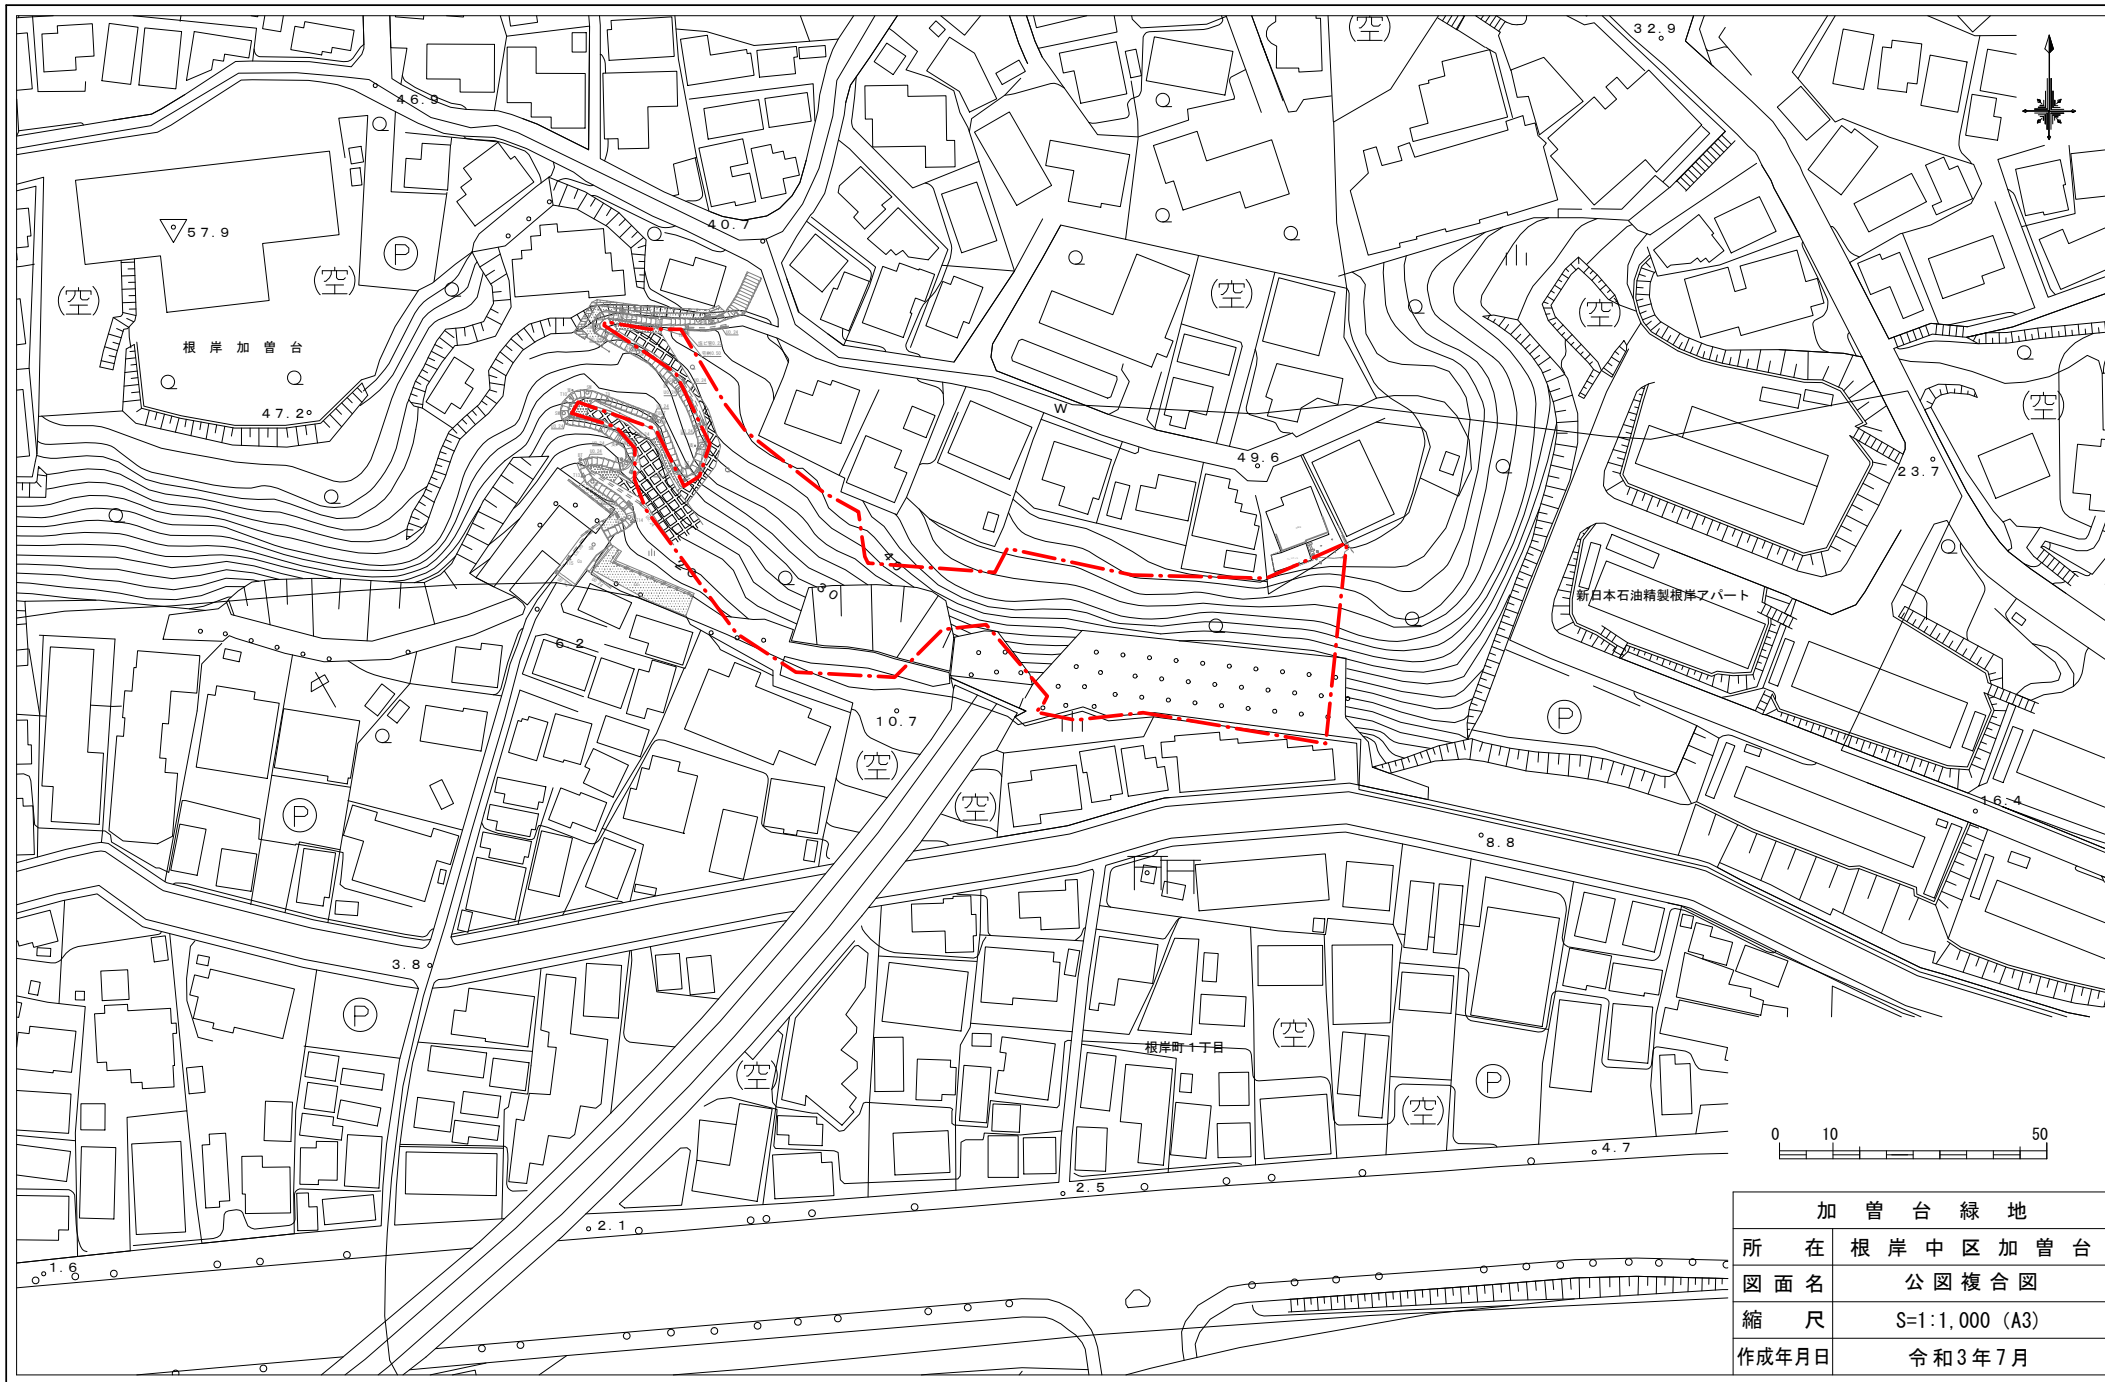 (空)
32.9
46.9
40.7
57.9
P
(空)
(空)
(空)
(空)
根岸加曽台
47.2
W
49.6
(空)
23.7
40
20
30
新日本石油精製根岸アパート
6.2
10.7
P
(空)
(空)
P
16.4
8.8
3.8
P
(空)
根岸町1丁目
(空)
P
(空)
0 10 50
4.7
2.5
2.1
1.6
加曽台緑地
所在 根岸中区加曽台
図面名 公図複合図
縮尺 S=1:1,000 (A3)
作成年月日 令和3年7月